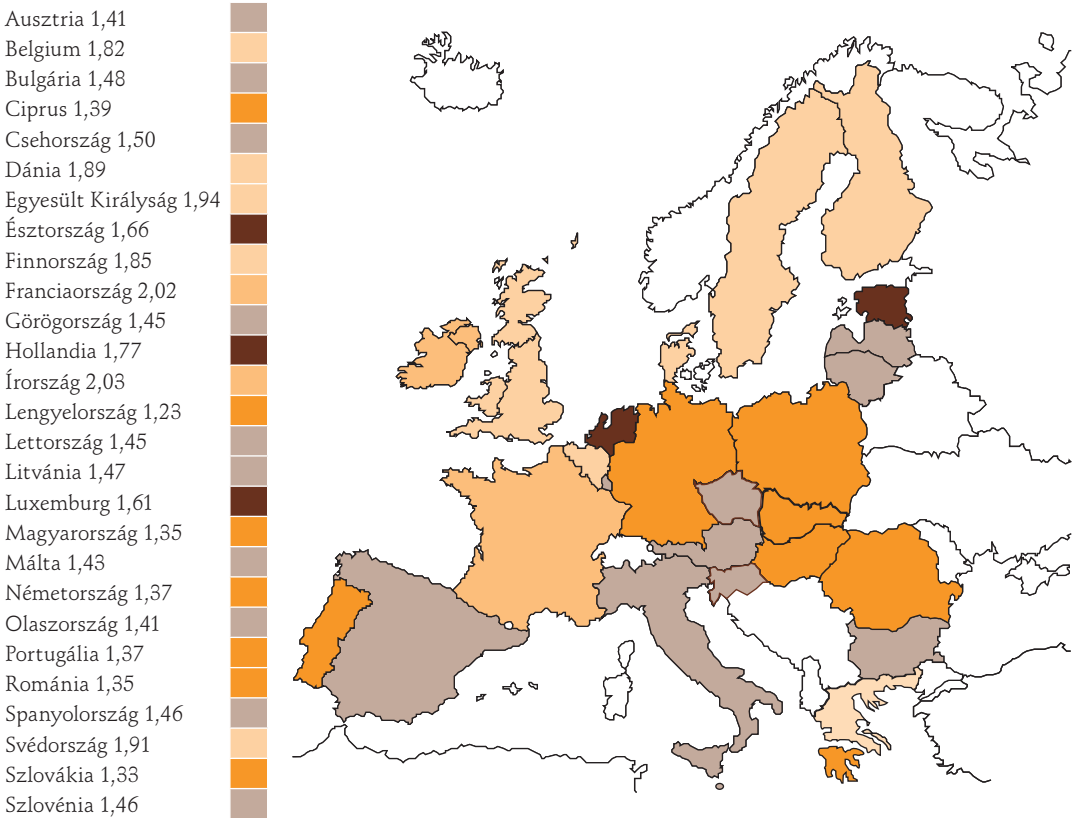 Ausztria 1,41
Belgium 1,82
Bulgária 1,48
Ciprus 1,39
Csehország 1,50
Dánia 1,89
Egyesült Királyság 1,94
Észtország 1,66
Finnország 1,85
Franciaország 2,02
Görögország 1,45
Hollandia 1,77
Írország 2,03
Lengyelország 1,23
Lettország 1,45
Litvánia 1,47
Luxemburg 1,61
Magyarország 1,35
Málta 1,43
Németország 1,37
Olaszország 1,41
Portugália 1,37
Románia 1,35
Spanyolország 1,46
Svédország 1,91
Szlovákia 1,33
Szlovénia 1,46